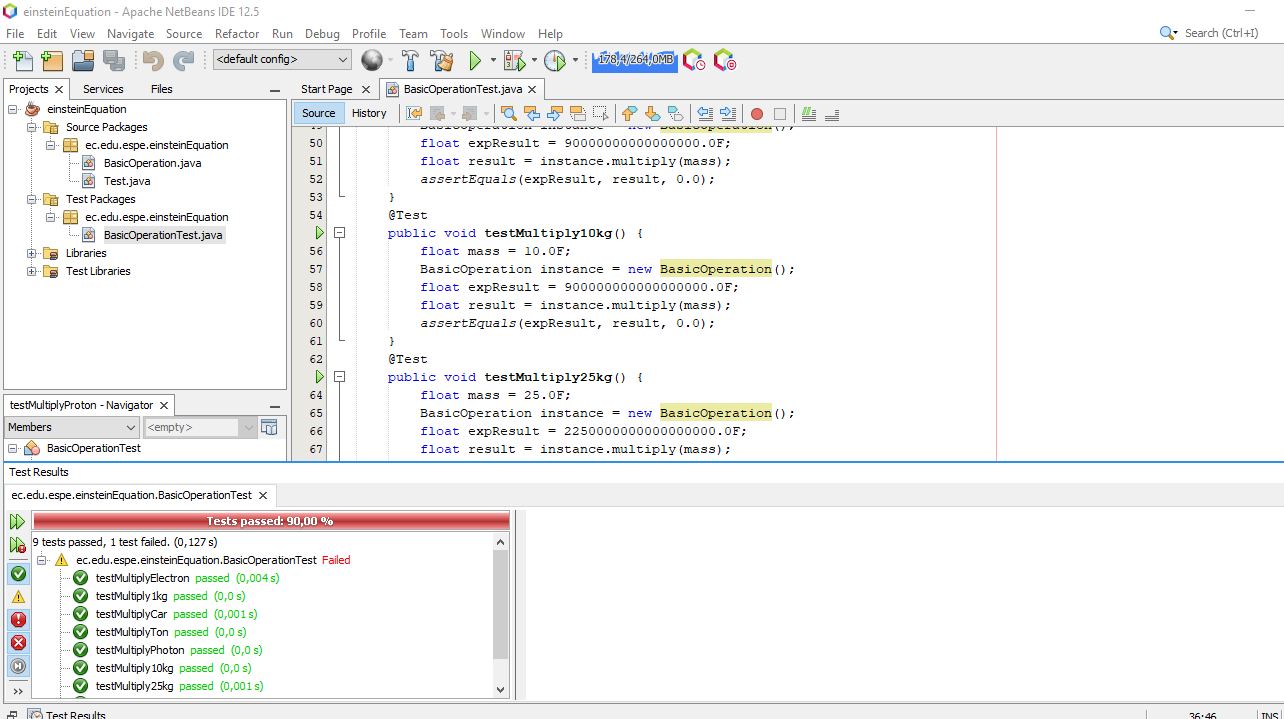 einsteinEquation - Apache NetBeans IDE 12.5
File Edit View Navigate Source Refactor Run Debug Profile Team Tools Window Help
Search (Ctrl+I)
<default config>
178,4/264,0MB
Projects Services Files
einsteinEquation
Source Packages
ec.edu.espe.einsteinEquation
BasicOperation.java
Test.java
Test Packages
ec.edu.espe.einsteinEquation
BasicOperationTest.java
Libraries
Test Libraries
testMultiplyProton - Navigator
Members
<empty>
BasicOperationTest
Start Page BasicOperationTest.java
Source History
49 BasicOperation instance = new BasicOperation();
50 float expResult = 90000000000000000.0F;
51 float result = instance.multiply(mass);
52 assertEquals(expResult, result, 0.0);
53 }
54 @Test
public void testMultiply10kg() {
56 float mass = 10.0F;
57 BasicOperation instance = new BasicOperation();
58 float expResult = 900000000000000000.0F;
59 float result = instance.multiply(mass);
60 assertEquals(expResult, result, 0.0);
61 }
62 @Test
public void testMultiply25kg() {
64 float mass = 25.0F;
65 BasicOperation instance = new BasicOperation();
66 float expResult = 2250000000000000000.0F;
67 float result = instance.multiply(mass);
Test Results
ec.edu.espe.einsteinEquation.BasicOperationTest
Tests passed: 90,00 %
9 tests passed, 1 test failed. (0,127 s)
ec.edu.espe.einsteinEquation.BasicOperationTest Failed
testMultiplyElectron passed (0,004 s)
testMultiply1kg passed (0,0 s)
testMultiplyCar passed (0,001 s)
testMultiplyTon passed (0,0 s)
testMultiplyPhoton passed (0,0 s)
testMultiply10kg passed (0,0 s)
testMultiply25kg passed (0,001 s)
Test Results
36:46 INS